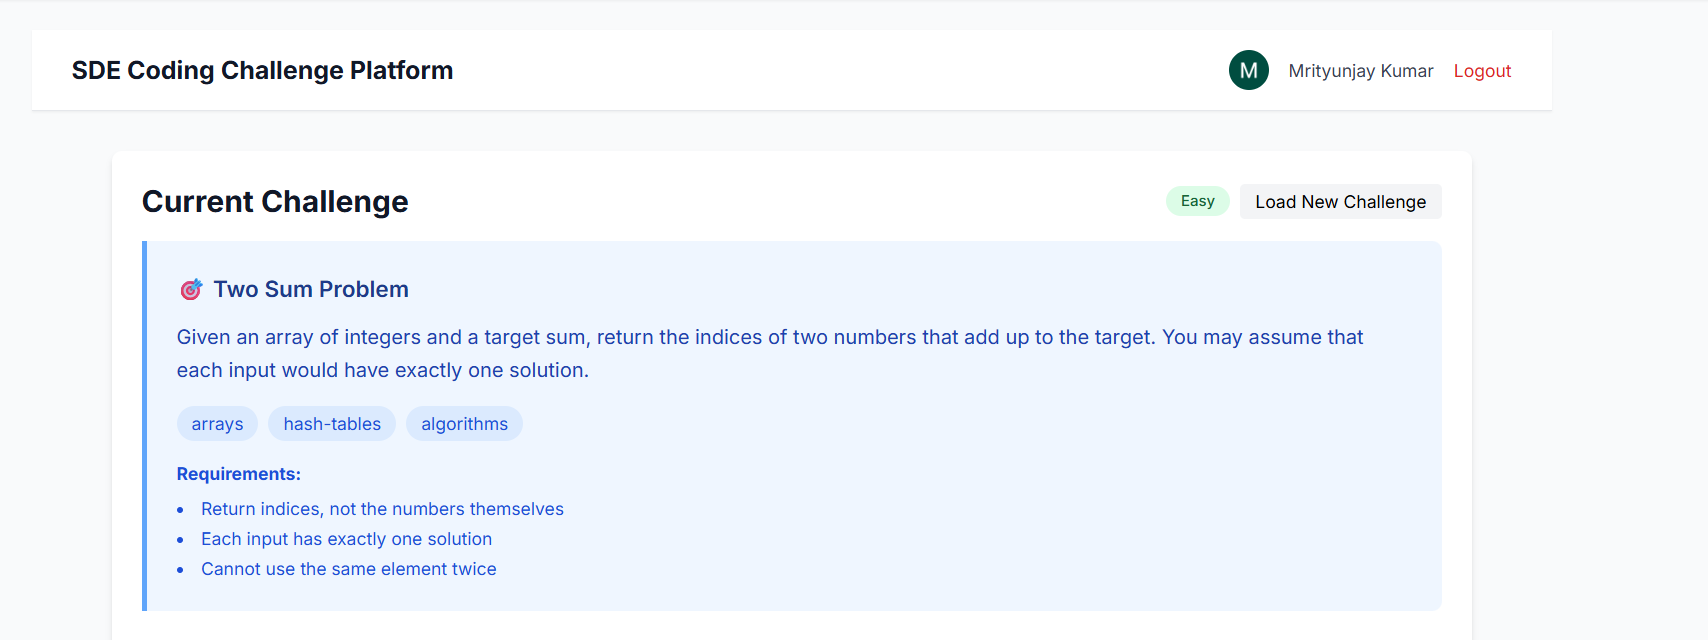 SDE Coding Challenge Platform
M Mrityunjay Kumar Logout
Current Challenge
Easy Load New Challenge
Two Sum Problem
Given an array of integers and a target sum, return the indices of two numbers that add up to the target. You may assume that
each input would have exactly one solution.
arrays hash-tables algorithms
Requirements:
• Return indices, not the numbers themselves
• Each input has exactly one solution
• Cannot use the same element twice